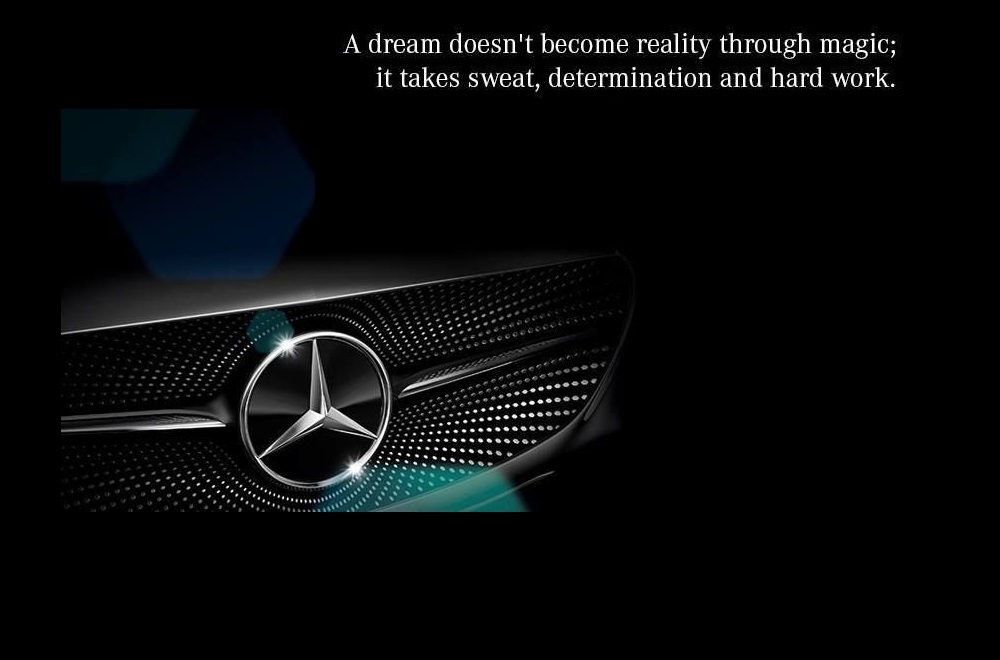 A dream doesn't become reality through magic;
it takes sweat, determination and hard work.